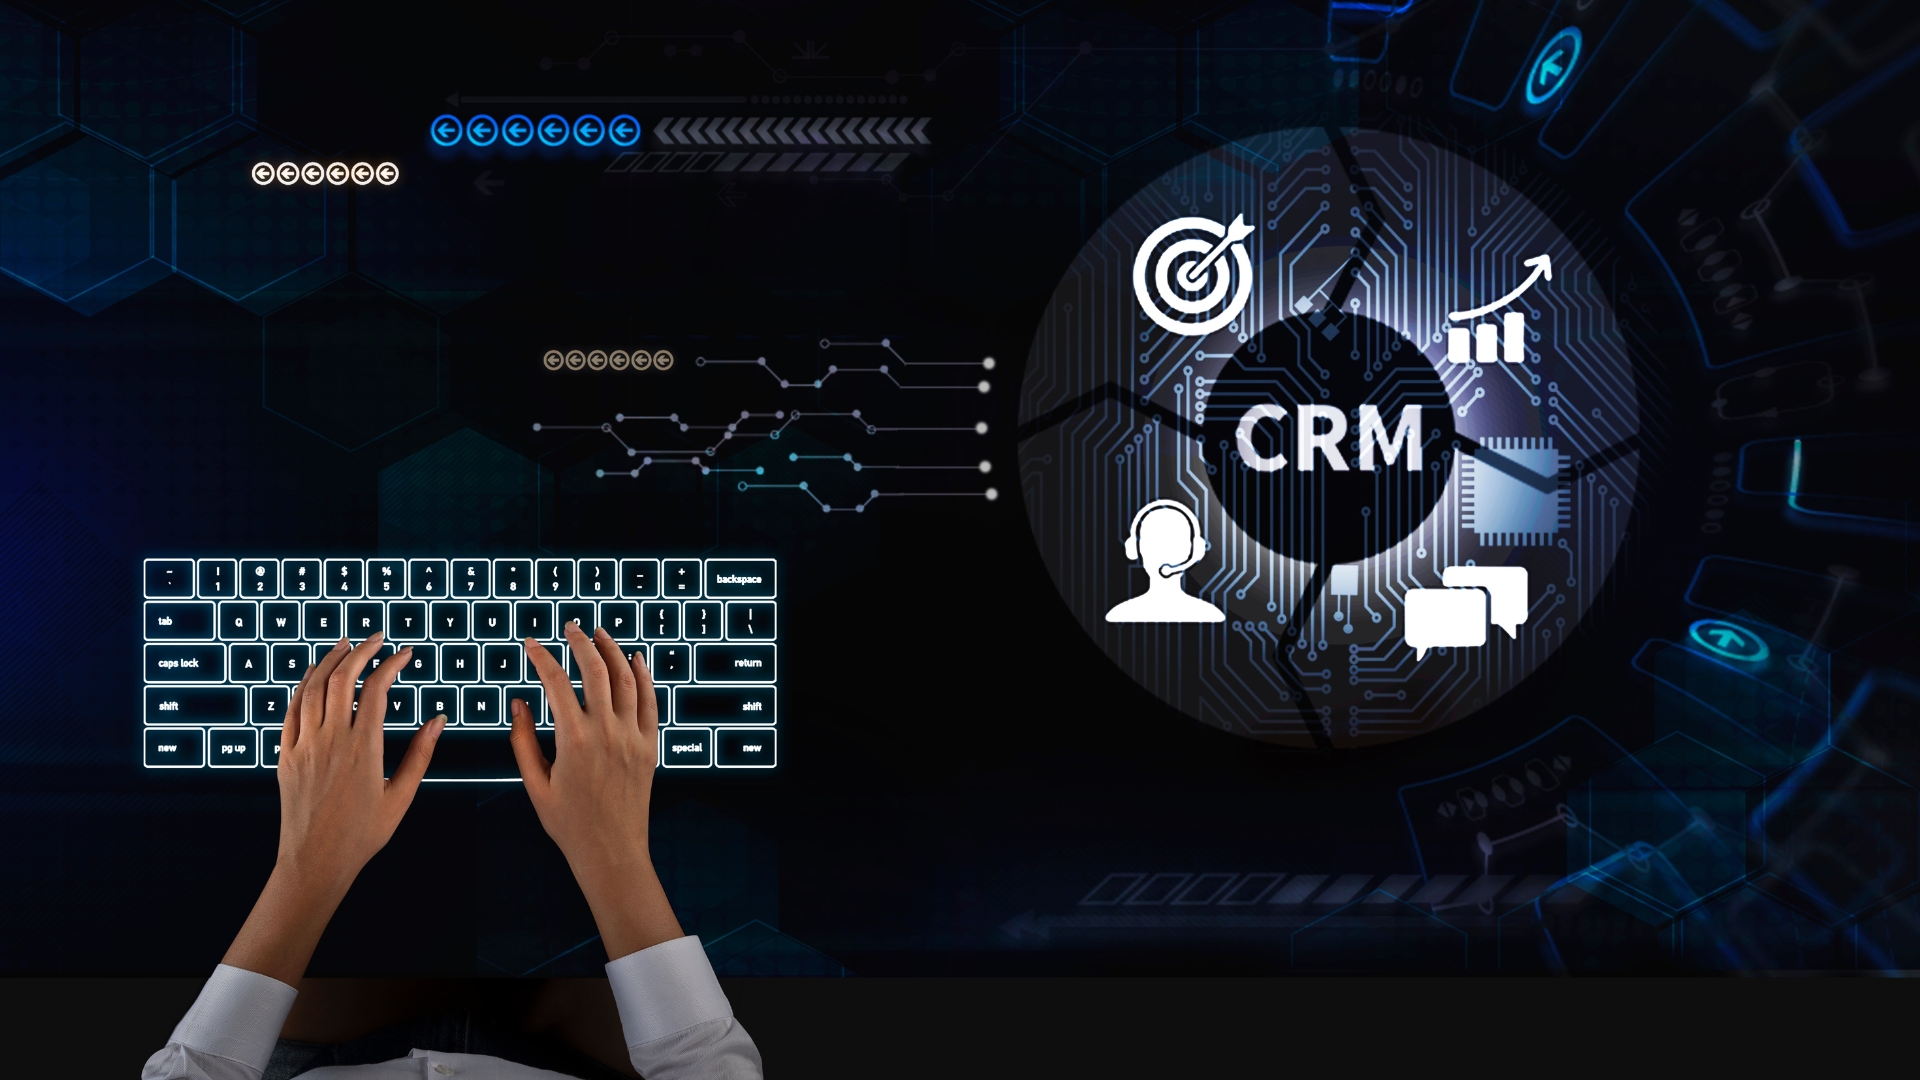 CRM
~ ! @ # $ % ^ & * ( ) _ + backspace
` 1 2 3 4 5 6 7 8 9 0 - =
tab Q W E R T Y U I O P { [ } ] | \
caps lock A S F G H J : " ' return
shift Z C V B N shift
new pg up special new